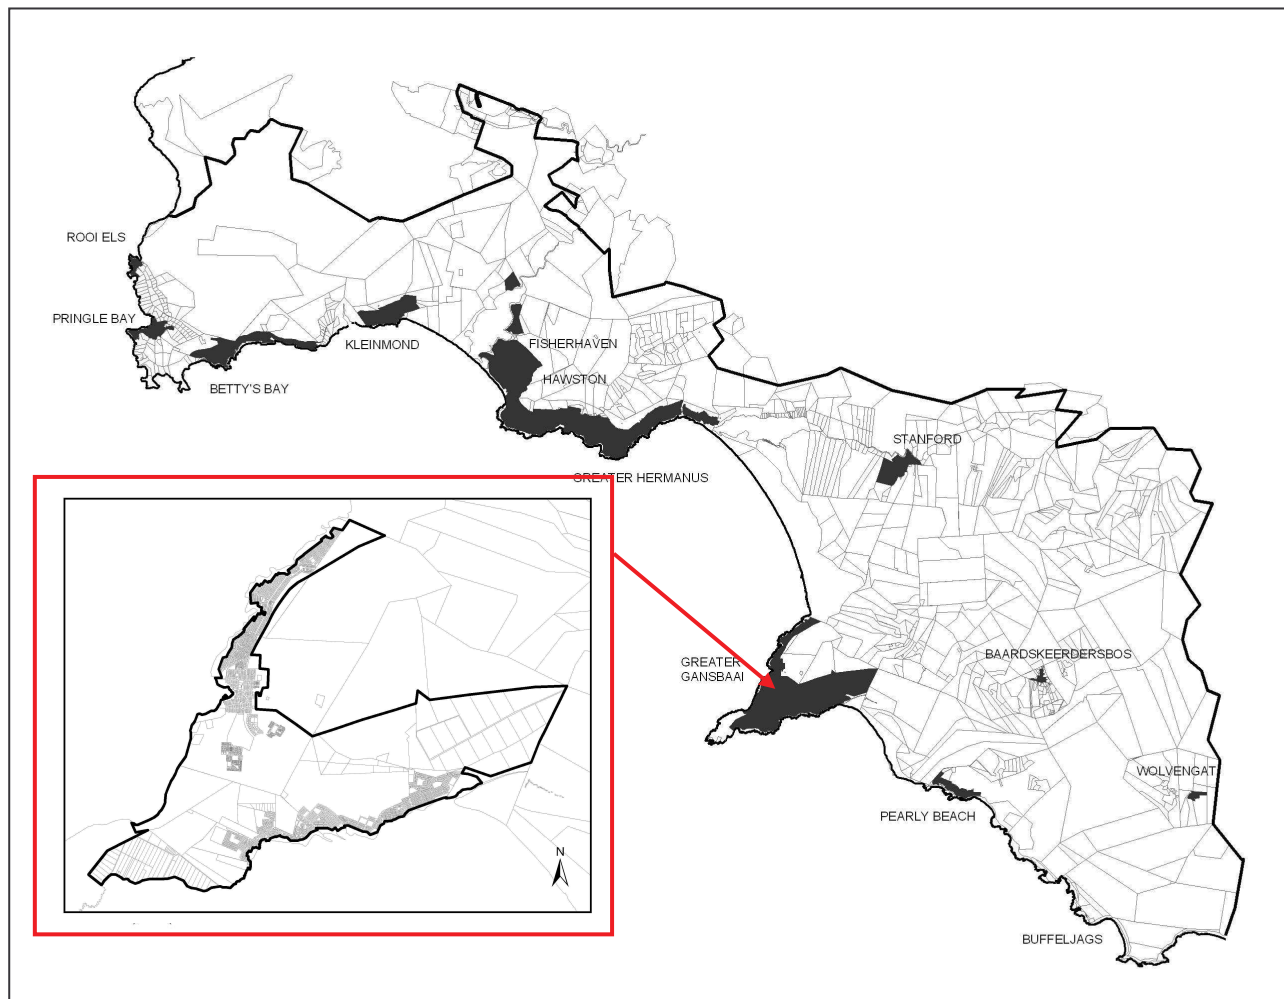 ROOI ELS
PRINGLE BAY
BETTY'S BAY
KLEINMOND
FISHERHAVEN
HAWSTON
GREATER HERMANUS
STANFORD
GREATER
GANSBAAI
BAARDSKEERDERSBOS
WOLVENGAT
PEARLY BEACH
BUFFELJAGS
N